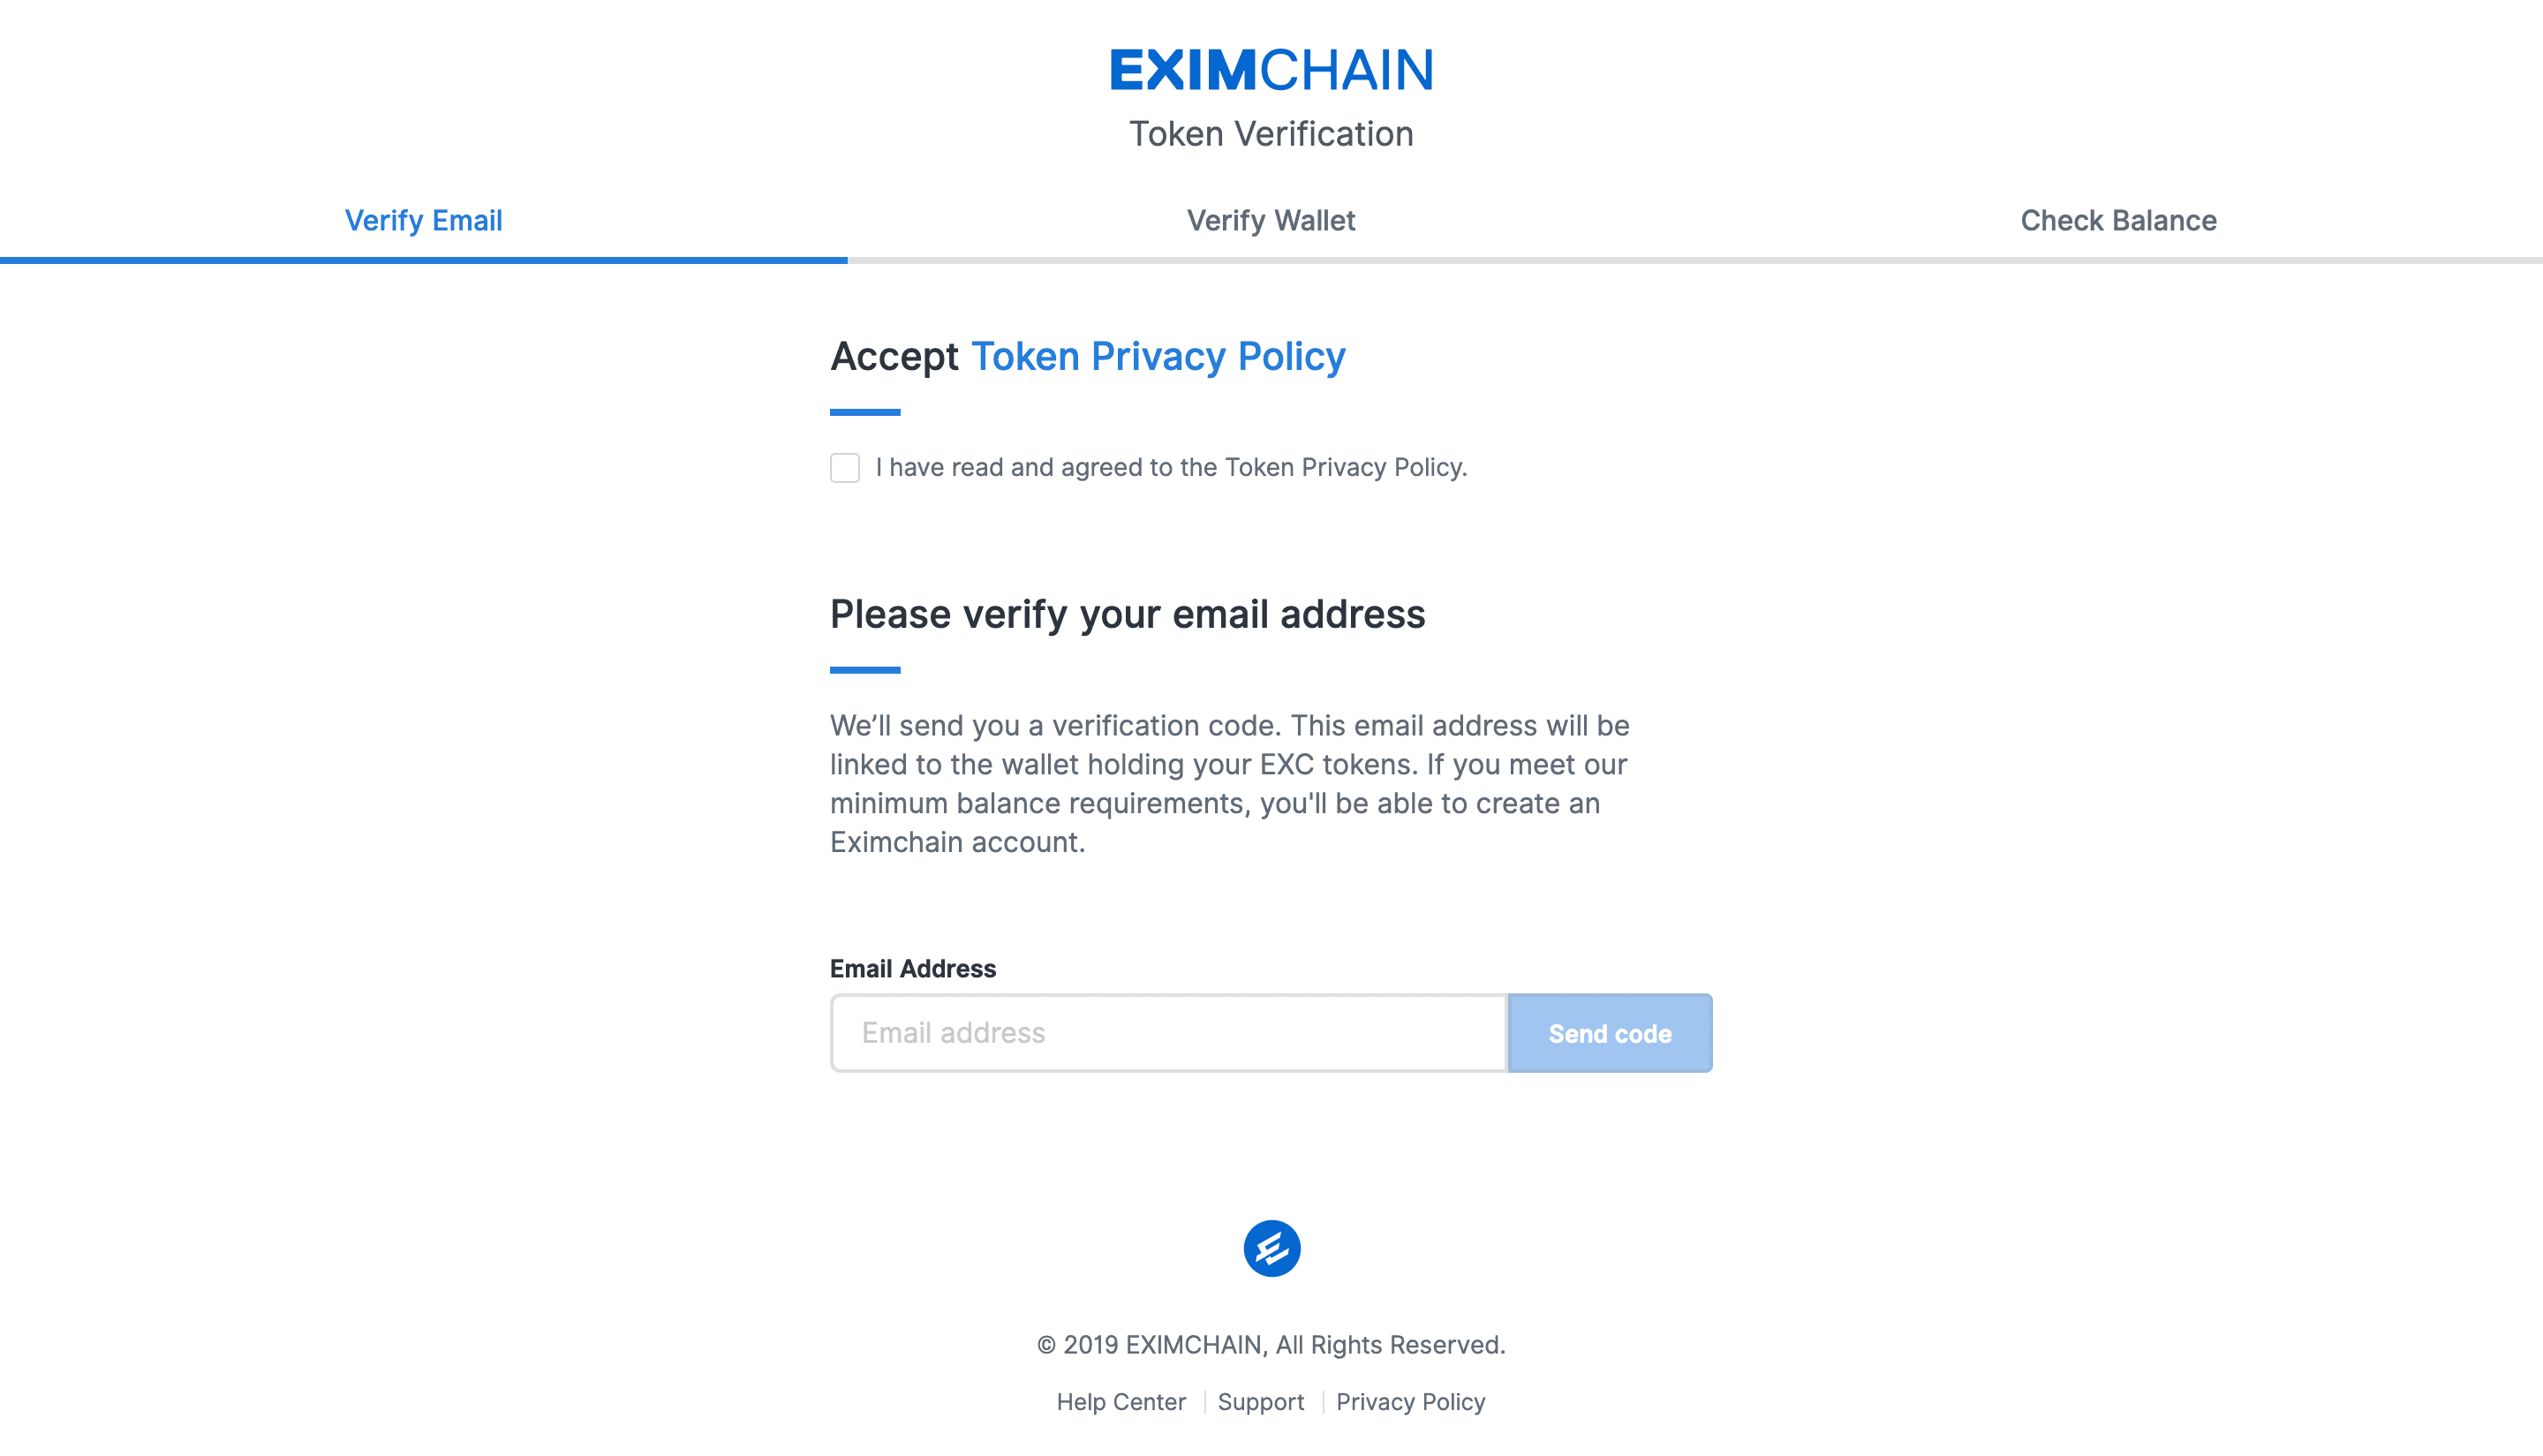 EXIMCHAIN
Token Verification
Verify Email
Verify Wallet
Check Balance
Accept Token Privacy Policy
I have read and agreed to the Token Privacy Policy.
Please verify your email address
We’ll send you a verification code. This email address will be
linked to the wallet holding your EXC tokens. If you meet our
minimum balance requirements, you'll be able to create an
Eximchain account.
Email Address
Email address
Send code
© 2019 EXIMCHAIN, All Rights Reserved.
Help Center Support Privacy Policy